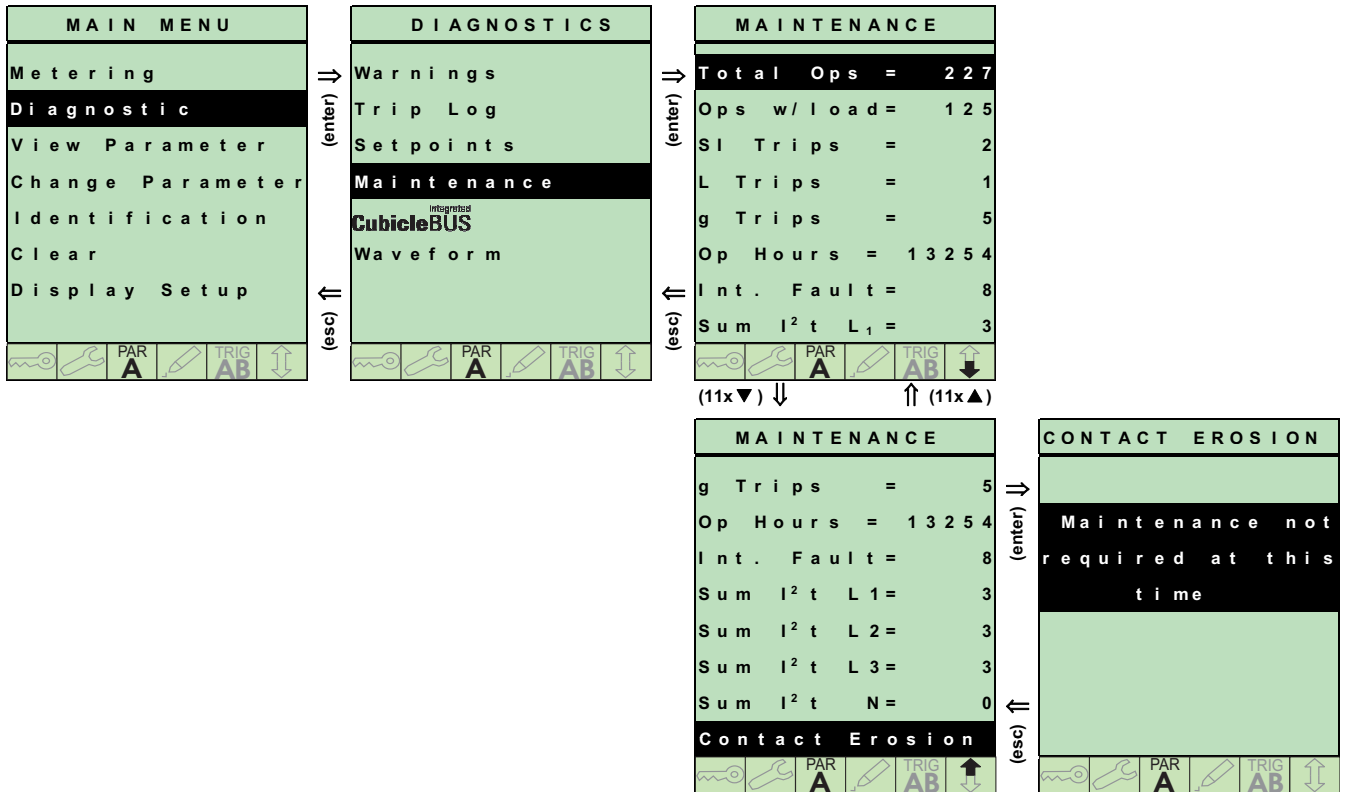 MAIN MENU
Metering
Diagnostic
View Parameter
Change Parameter
Identification
Clear
Display Setup
PAR
A
TRIG
AB
⇒
(enter)
⇐
(esc)
DIAGNOSTICS
Warnings
Trip Log
Setpoints
Maintenance
integrated
CubicleBUS
Waveform
PAR
A
TRIG
AB
⇒
(enter)
⇐
(esc)
MAINTENANCE
Total Ops = 227
Ops w/load= 125
SI Trips = 2
L Trips = 1
g Trips = 5
Op Hours = 13254
Int. Fault= 8
Sum I² t L₁ = 3
PAR
A
TRIG
AB
(11x▼) ⇓ ⇑ (11x▲)
MAINTENANCE
g Trips = 5
Op Hours = 13254
Int. Fault= 8
Sum I² t L1= 3
Sum I² t L2= 3
Sum I² t L3= 3
Sum I² t N= 0
Contact Erosion
PAR
A
TRIG
AB
⇒
(enter)
⇐
(esc)
CONTACT EROSION
Maintenance not
required at this
time
PAR
A
TRIG
AB